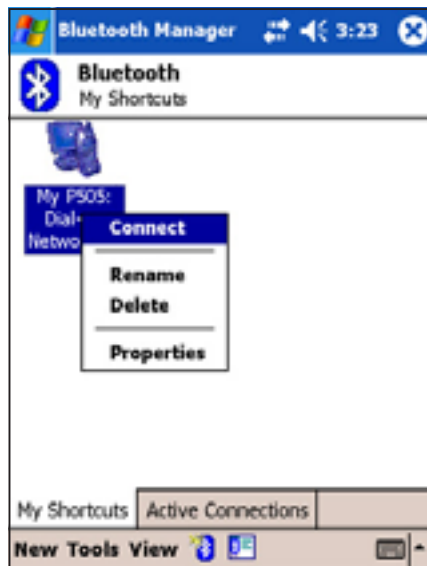 Bluetooth Manager 3:23
Bluetooth
My Shortcuts
My P505:
Dial-
Netwo
Connect
Rename
Delete
Properties
My Shortcuts Active Connections
New Tools View